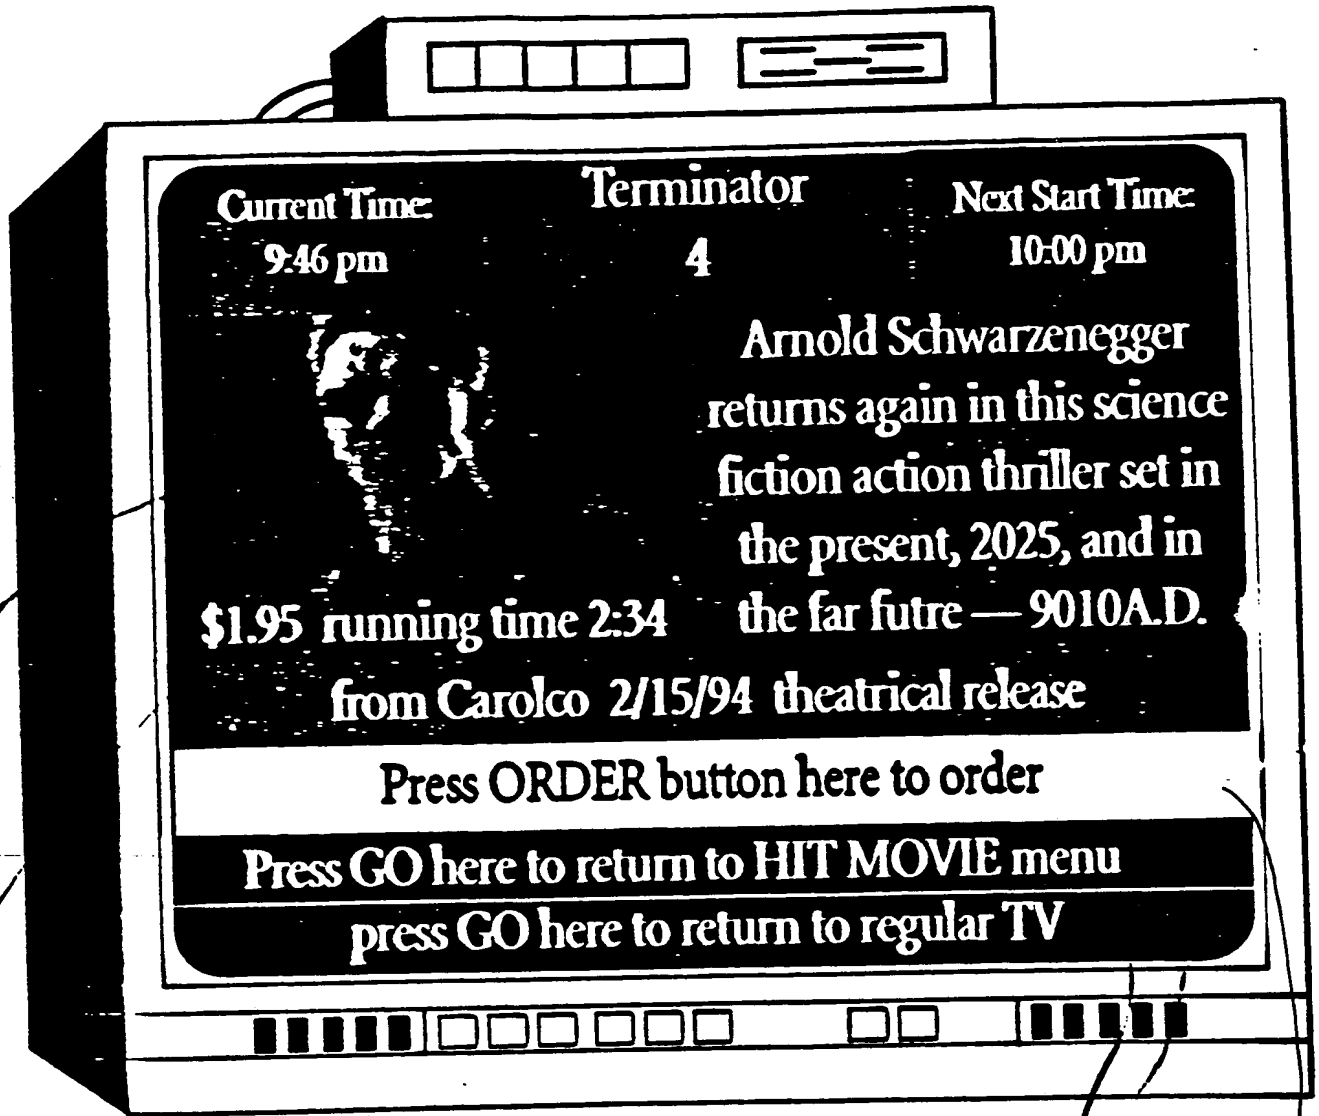 Current Time:
9:46 pm
Terminator
4
Next Start Time:
10:00 pm
Arnold Schwarzenegger
returns again in this science
fiction action thriller set in
the present, 2025, and in
the far futre — 9010A.D.
$1.95 running time 2:34
from Carolco 2/15/94 theatrical release
Press ORDER button here to order
Press GO here to return to HIT MOVIE menu
press GO here to return to regular TV